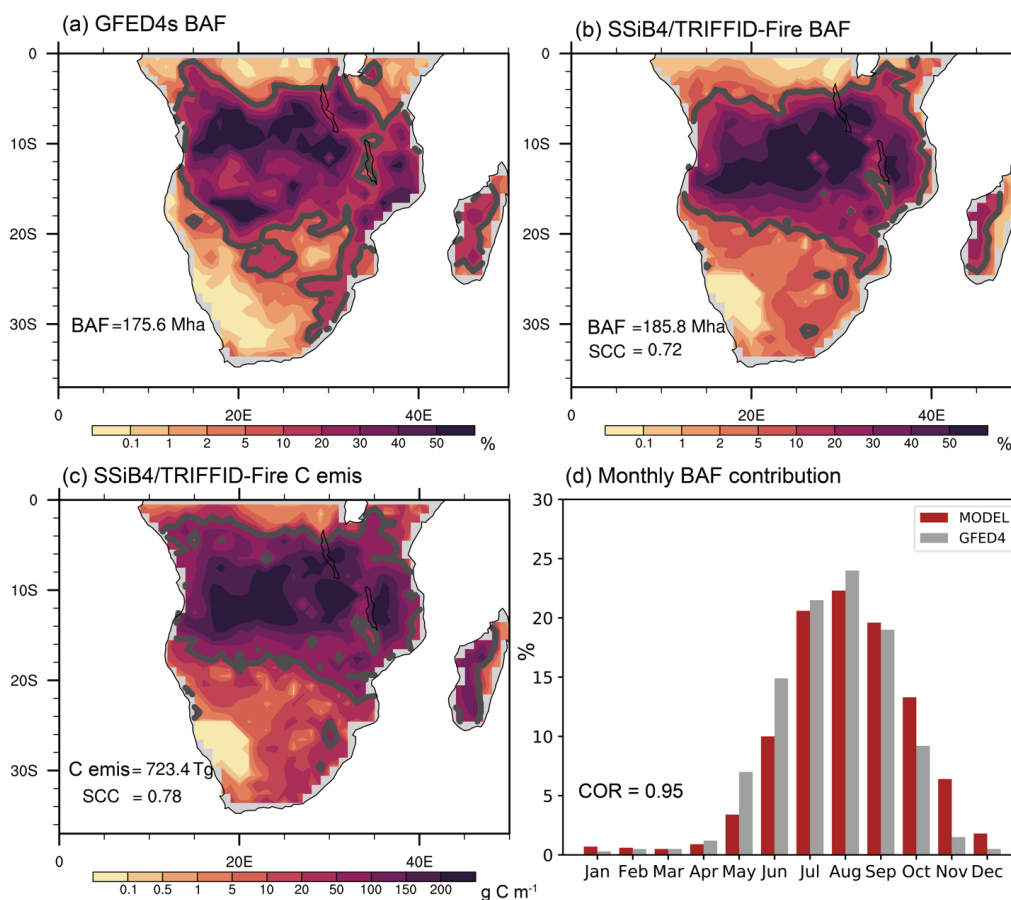 (a) GFED4s BAF
0
10S
20S
30S
BAF=175.6 Mha
0 20E 40E
0.1 1 2 5 10 20 30 40 50 %
(b) SSiB4/TRIFFID-Fire BAF
0
10S
20S
30S
BAF = 185.8 Mha
SCC = 0.72
0 20E 40E
0.1 1 2 5 10 20 30 40 50 %
(c) SSiB4/TRIFFID-Fire C emis
0
10S
20S
30S
C emis= 723.4 Tg
SCC = 0.78
0 20E 40E
0.1 0.5 1 5 10 20 50 100 150 200 g C m⁻¹
(d) Monthly BAF contribution
30
25
20
15
10
5
0
%
MODEL
GFED4
COR = 0.95
Jan Feb Mar Apr May Jun Jul Aug Sep Oct Nov Dec